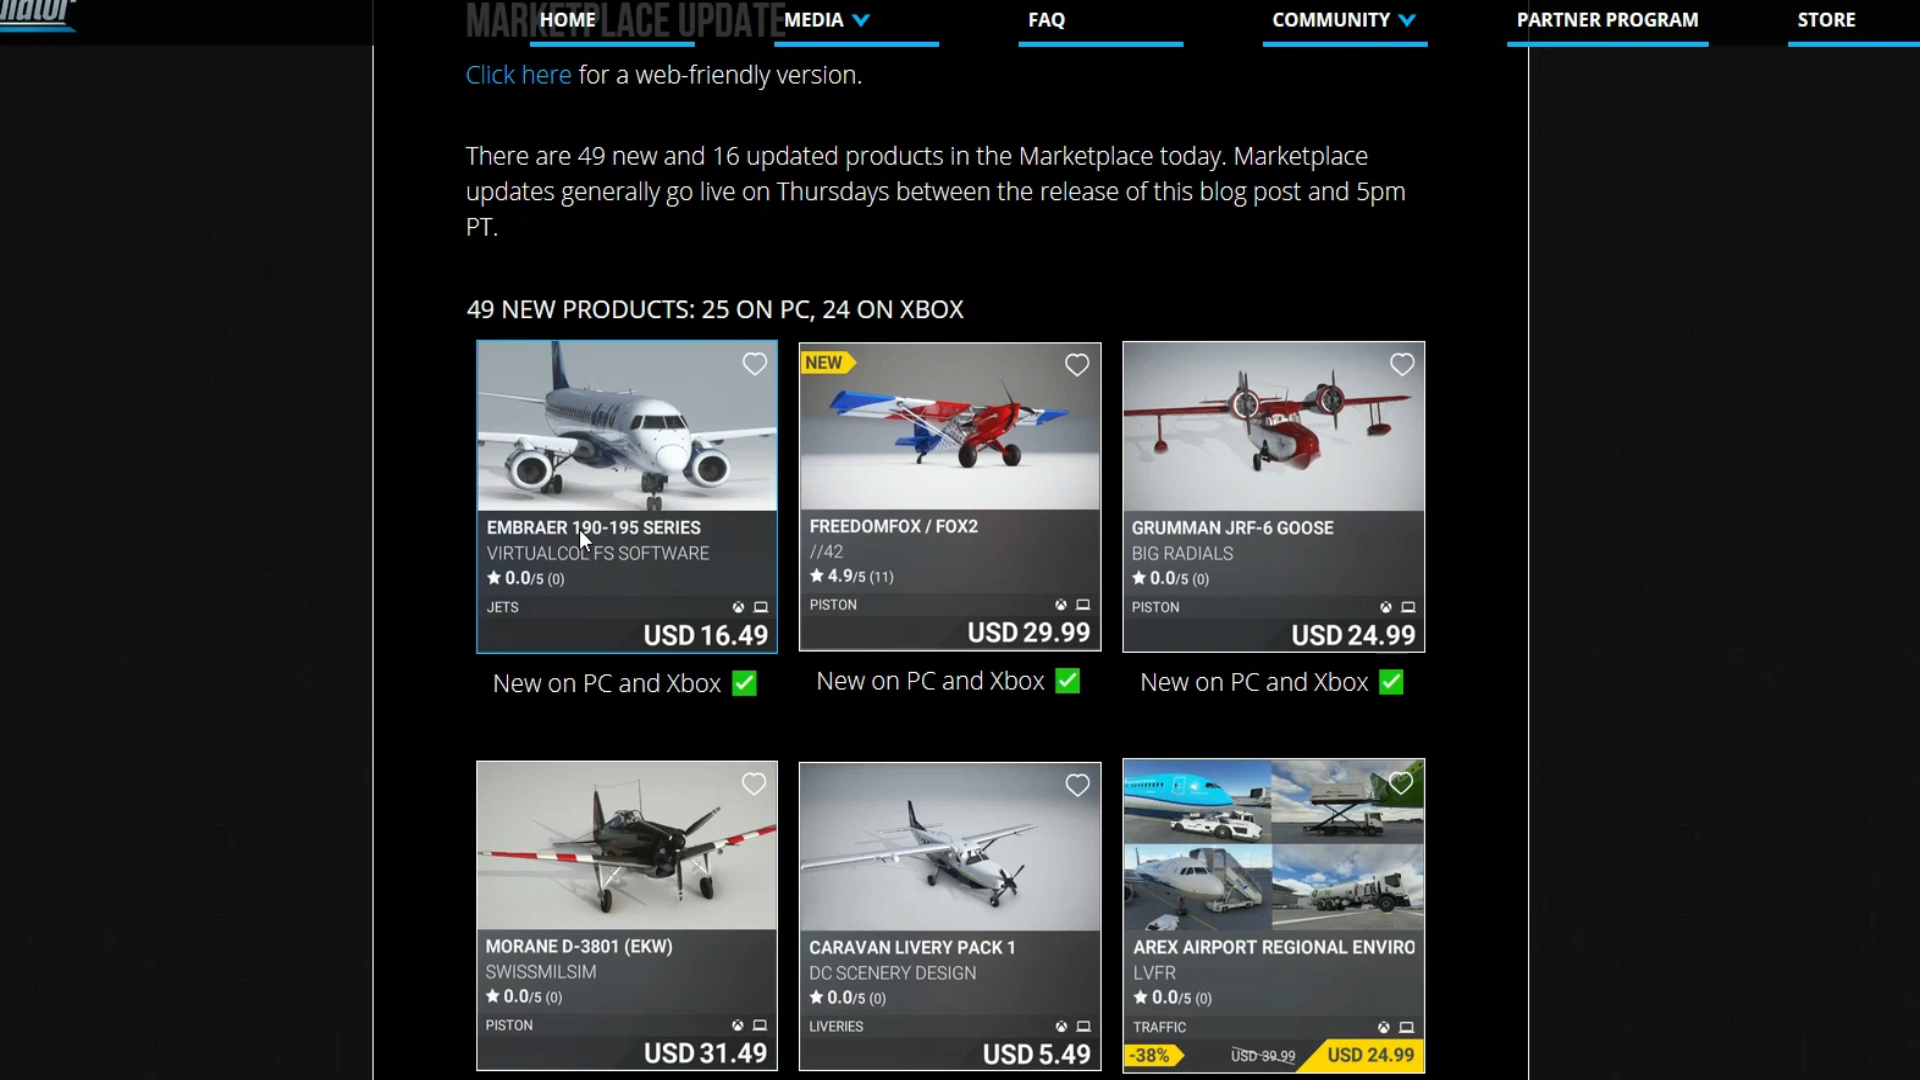 MARKETPLACE UPDATE
HOME
MEDIA
FAQ
COMMUNITY
PARTNER PROGRAM
STORE
Click here for a web-friendly version.
There are 49 new and 16 updated products in the Marketplace today. Marketplace
updates generally go live on Thursdays between the release of this blog post and 5pm
PT.
49 NEW PRODUCTS: 25 ON PC, 24 ON XBOX
EMBRAER 190-195 SERIES
VIRTUALCOL FS SOFTWARE
0.0/5 (0)
JETS
USD 16.49
New on PC and Xbox
NEW
FREEDOMFOX / FOX2
//42
4.9/5 (11)
PISTON
USD 29.99
New on PC and Xbox
GRUMMAN JRF-6 GOOSE
BIG RADIALS
0.0/5 (0)
PISTON
USD 24.99
New on PC and Xbox
MORANE D-3801 (EKW)
SWISSMILSIM
0.0/5 (0)
PISTON
USD 31.49
CARAVAN LIVERY PACK 1
DC SCENERY DESIGN
0.0/5 (0)
LIVERIES
USD 5.49
AREX AIRPORT REGIONAL ENVIRO
LVFR
0.0/5 (0)
TRAFFIC
-38%
USD 39.99
USD 24.99